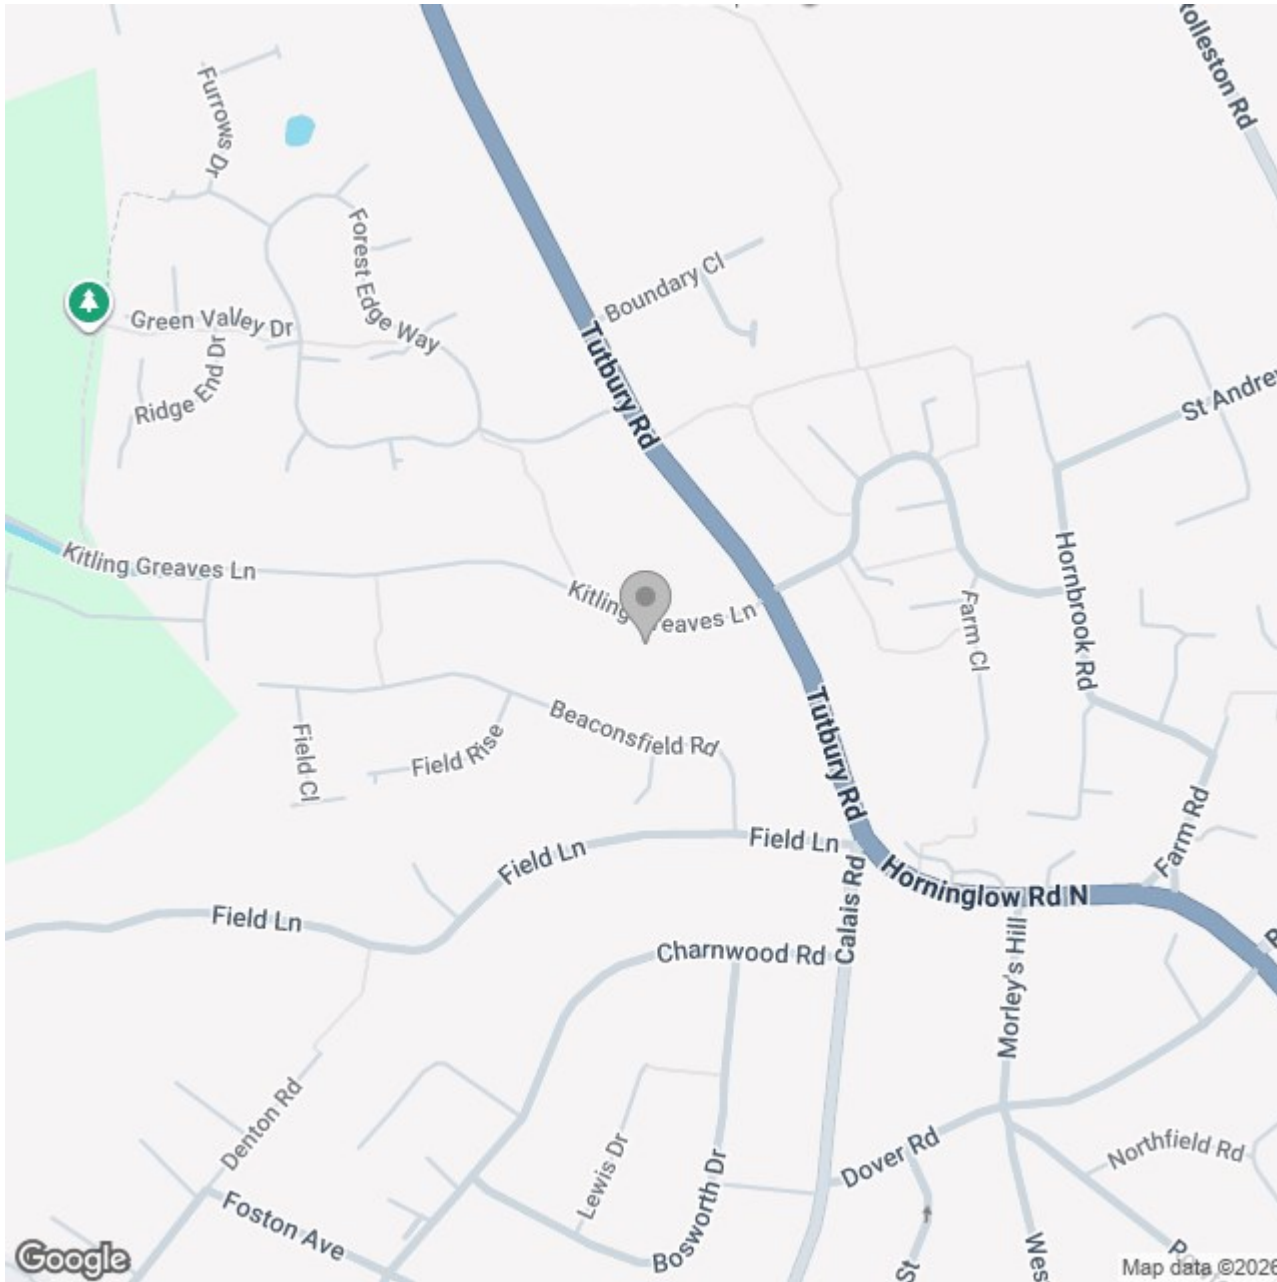 Rolleston Rd
Furrows Dr
Forest Edge Way
Boundary Cl
Green Valley Dr
Ridge End Dr
Tutbury Rd
St Andrew
Kitling Greaves Ln
Hornbrook Rd
Kitling Greaves Ln
Farm Cl
Tutbury Rd
Beaconsfield Rd
Field Cl
Field Rise
Farm Rd
Field Ln
Field Ln
Horninglow Rd N
Calais Rd
Field Ln
Charnwood Rd
Morley's Hill
Denton Rd
Lewis Dr
Dover Rd
Northfield Rd
Bosworth Dr
Foston Ave
St
Wes
Google
Map data ©2026